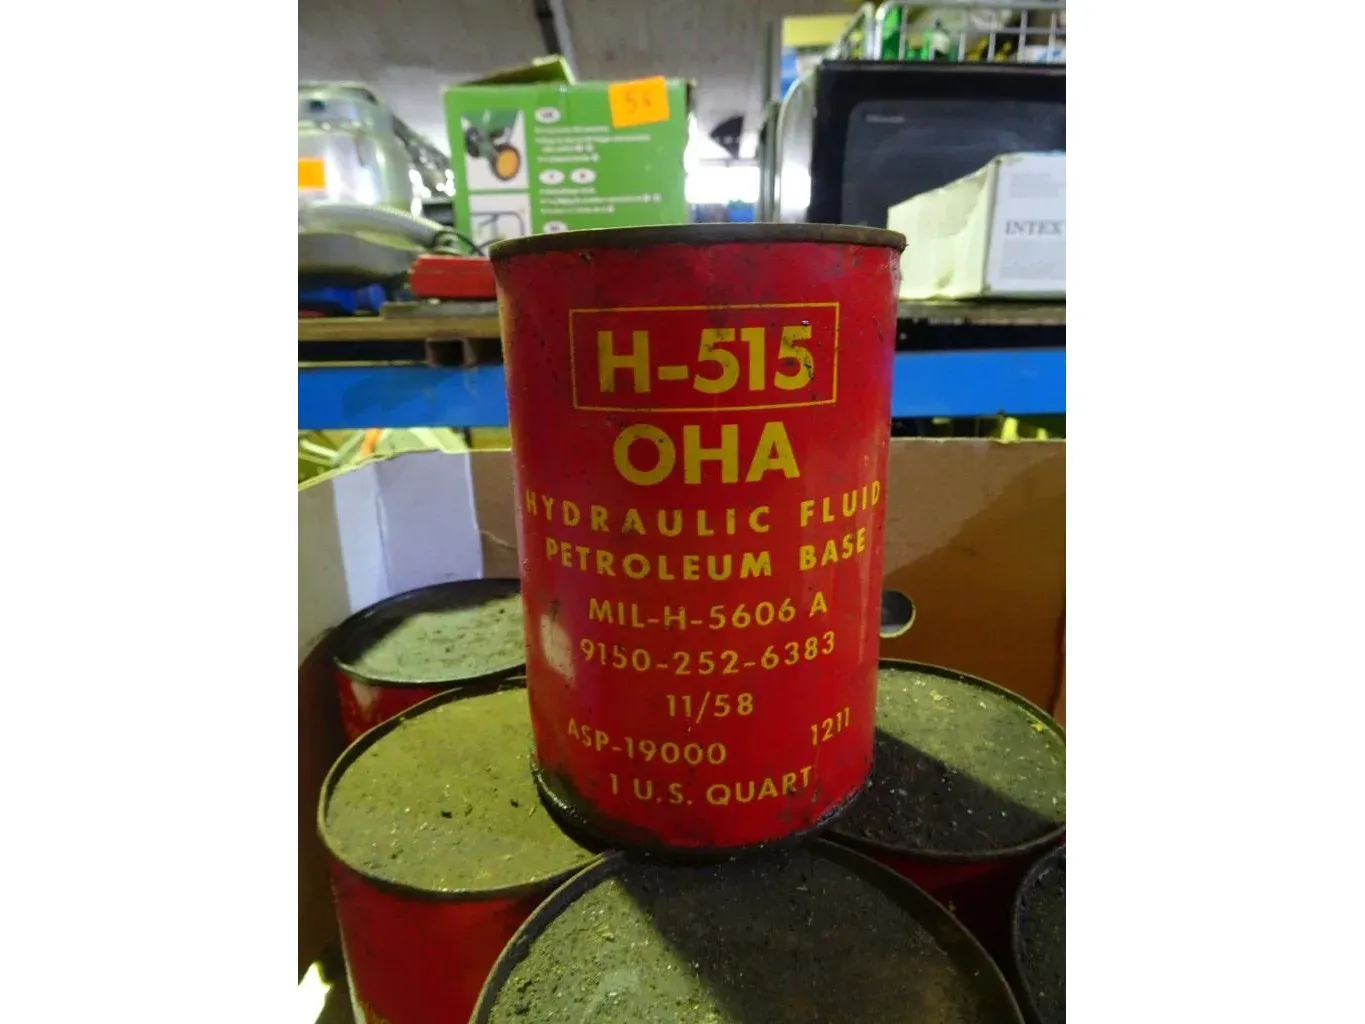 54
H-515
OHA
HYDRAULIC FLUID
PETROLEUM BASE
MIL-H-5606 A
9150-252-6383
11/58
ASP-19000 1211
1 U.S. QUART
INTEX